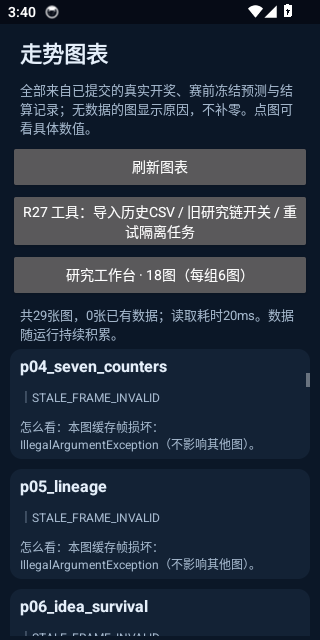 3:40
走势图表
全部来自已提交的真实开奖、赛前冻结预测与结
算记录；无数据的图显示原因，不补零。点图可
看具体数值。
刷新图表
R27 工具：导入历史CSV / 旧研究链开关 / 重
试隔离任务
研究工作台 · 18图（每组6图）
共29张图，0张已有数据；读取耗时20ms。数据
随运行持续积累。
p04_seven_counters
｜STALE_FRAME_INVALID
怎么看：本图缓存帧损坏：
IllegalArgumentException（不影响其他图）。
p05_lineage
｜STALE_FRAME_INVALID
怎么看：本图缓存帧损坏：
IllegalArgumentException（不影响其他图）。
p06_idea_survival
｜STALE_FRAME_INVALID